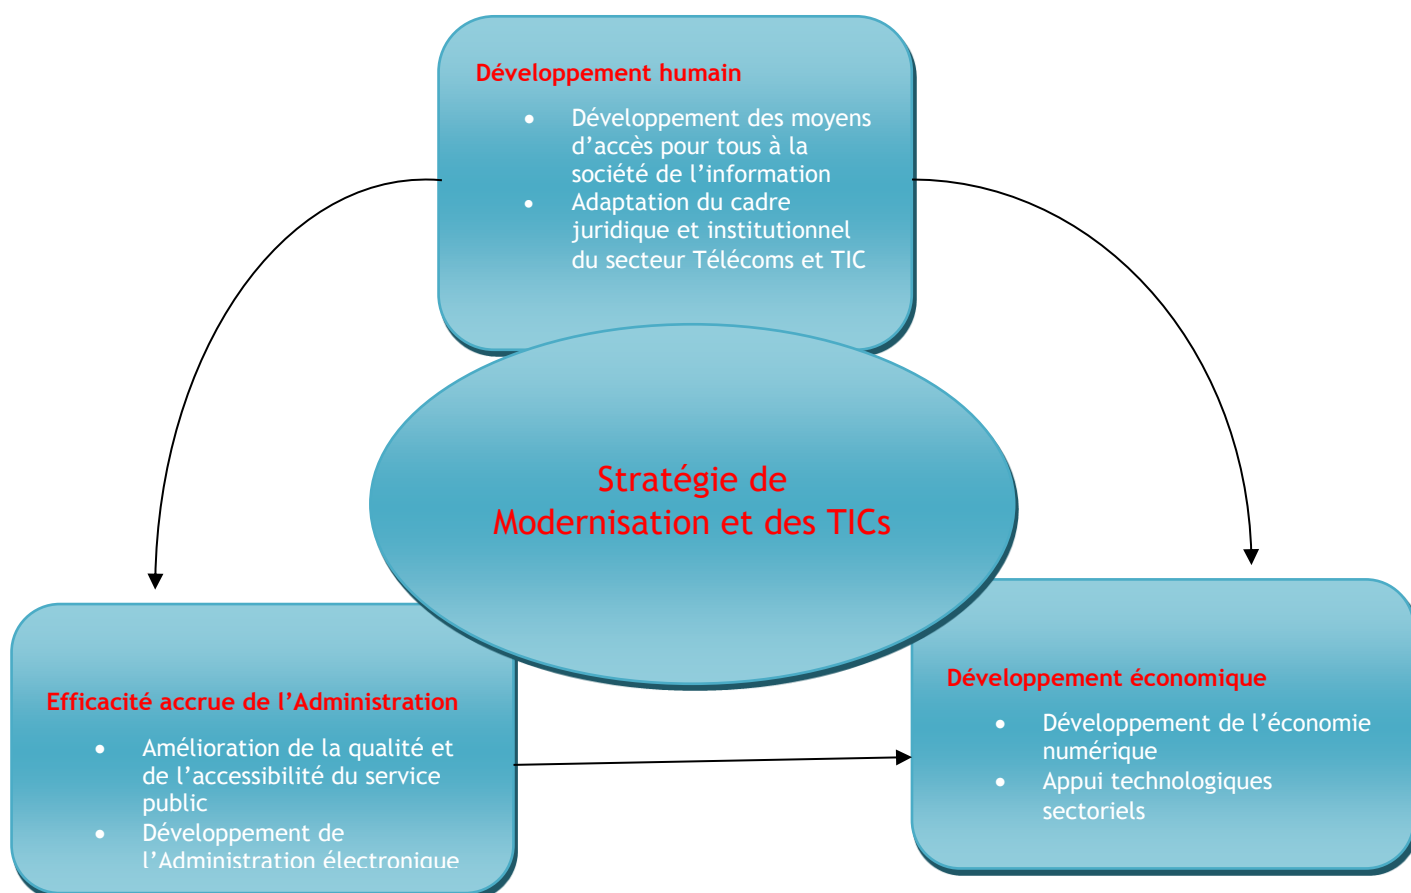 Développement humain
• Développement des moyens
d’accès pour tous à la
société de l’information
• Adaptation du cadre
juridique et institutionnel
du secteur Télécoms et TIC
Stratégie de
Modernisation et des TICs
Efficacité accrue de l’Administration
• Amélioration de la qualité et
de l’accessibilité du service
public
• Développement de
l’Administration électronique
Développement économique
• Développement de l’économie
numérique
• Appui technologiques
sectoriels